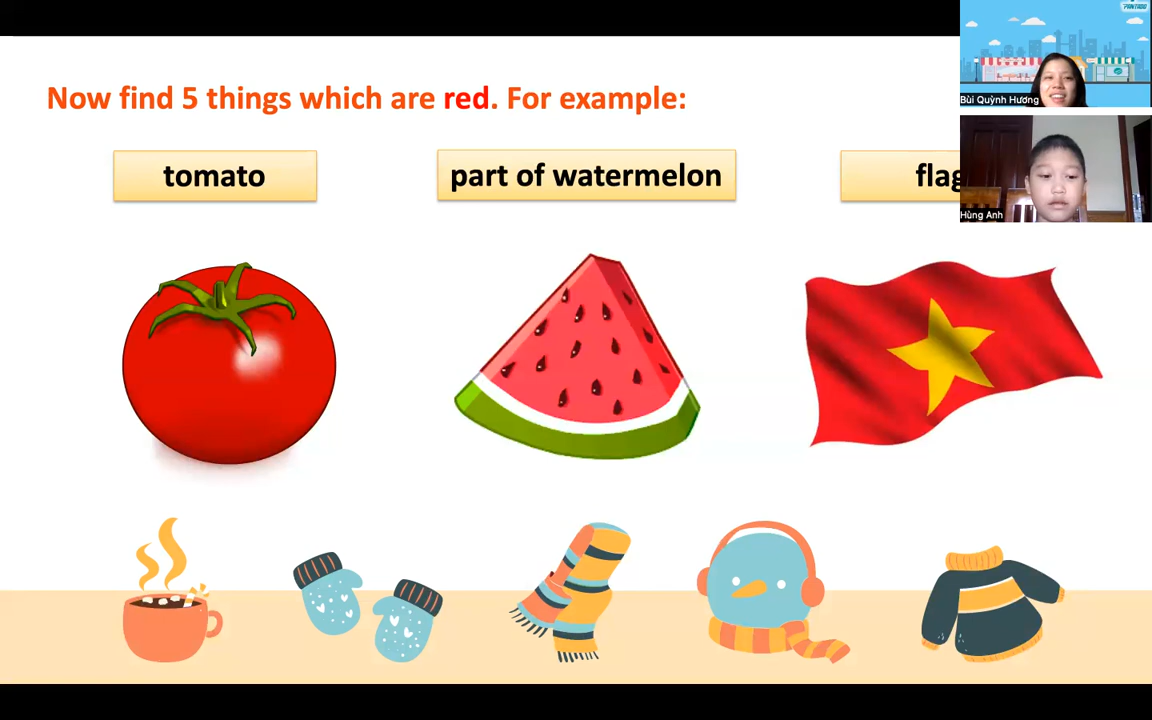 Now find 5 things which are red. For example:
tomato
part of watermelon
flag
PANTADO
Bùi Quỳnh Hương
Hùng Anh